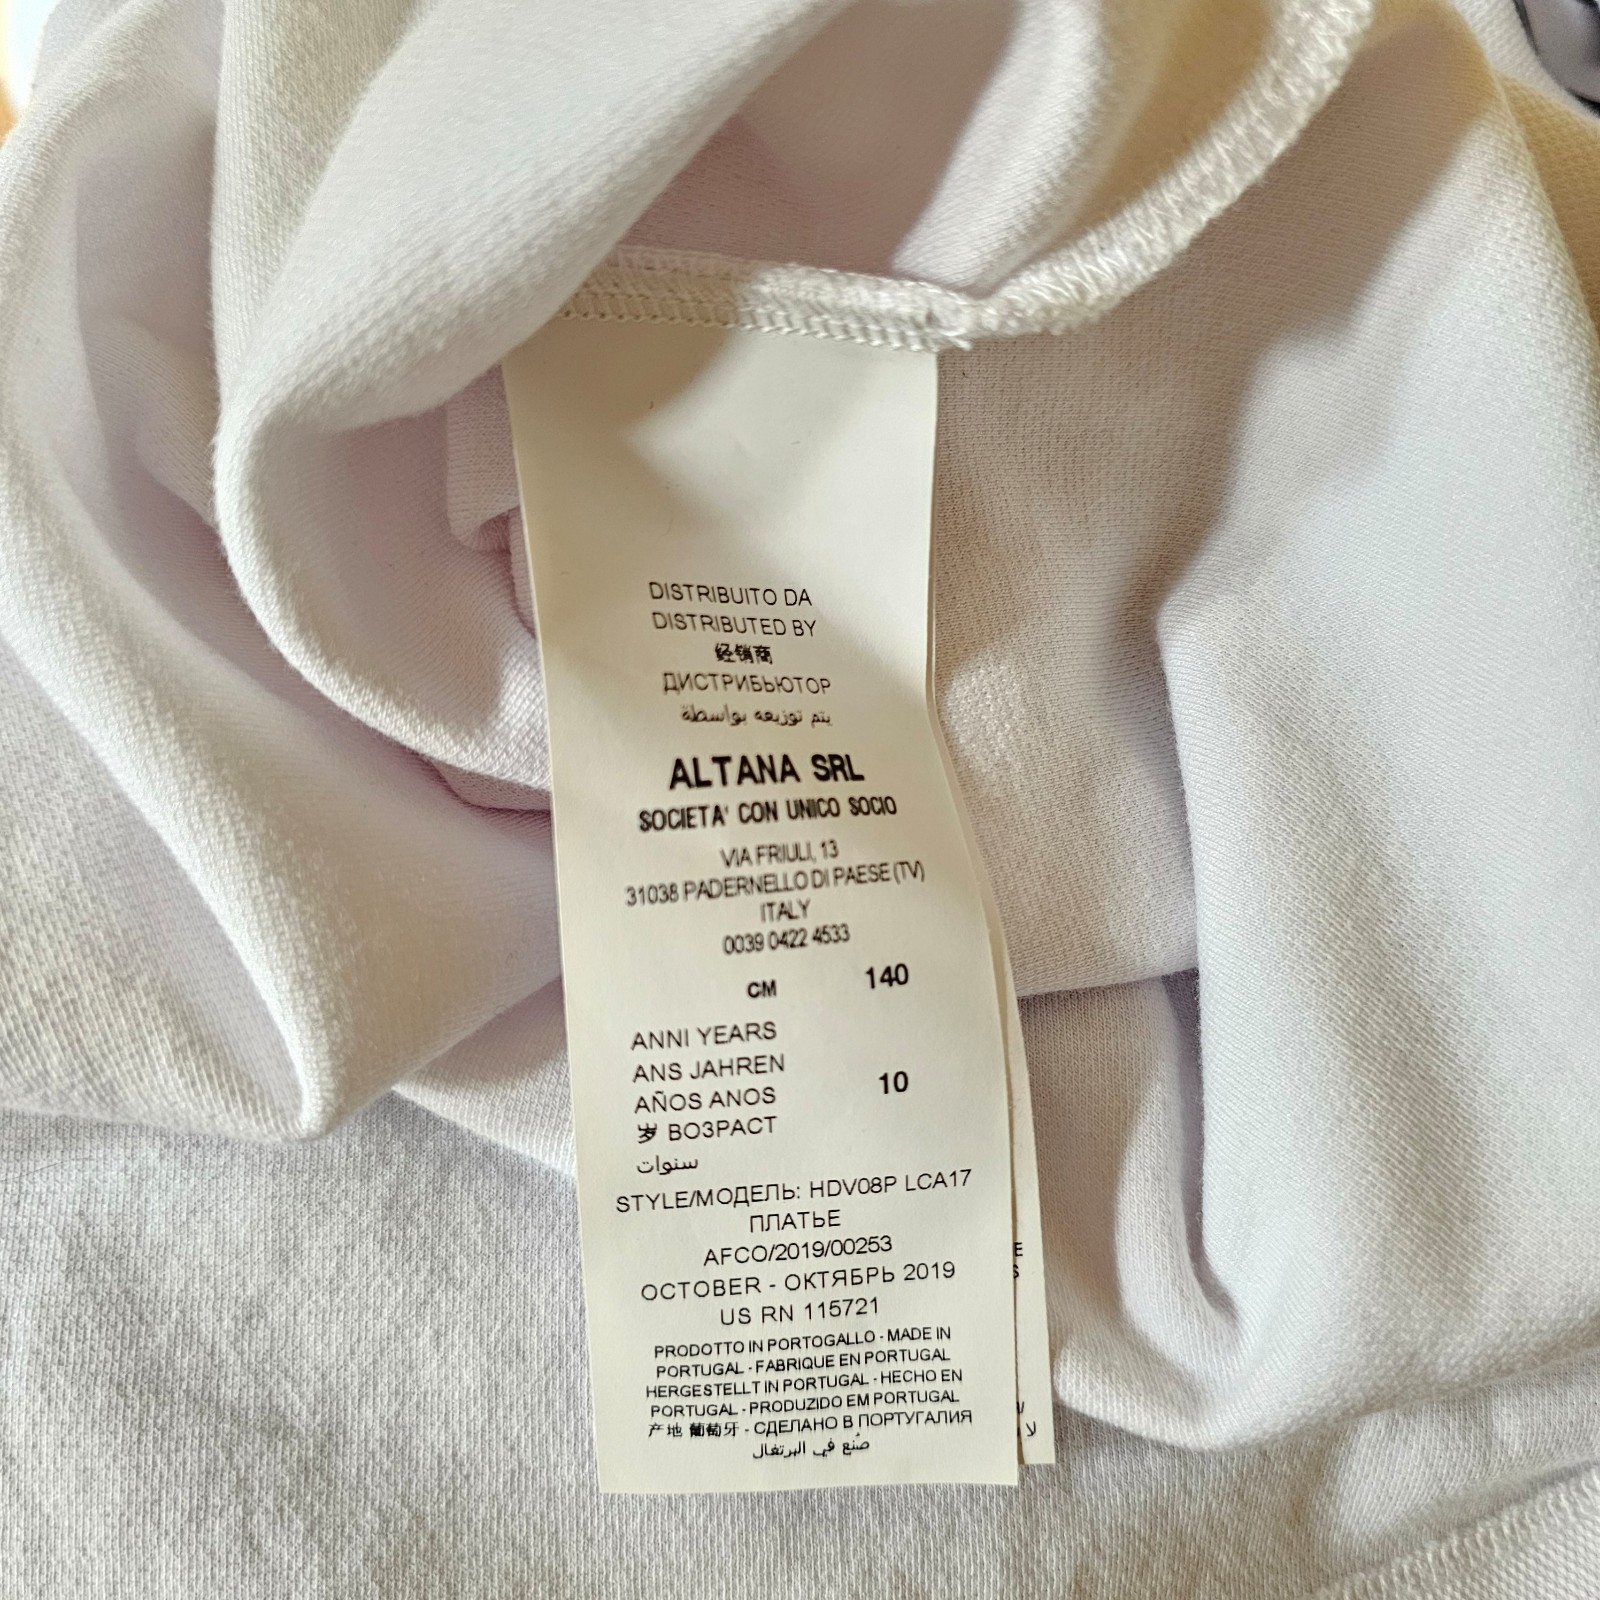 DISTRIBUITO DA
DISTRIBUTED BY
经销商
ДИСТРИБЬЮТОР
يتم توزيعه بواسطة
ALTANA SRL
SOCIETA' CON UNICO SOCIO
VIA FRIULI, 13
31038 PADERNELLO DI PAESE (TV)
ITALY
0039 0422 4533
CM 140
ANNI YEARS
ANS JAHREN
AÑOS ANOS 10
岁 ВОЗРАСТ
سنوات
STYLE/МОДЕЛЬ: HDV08P LCA17
ПЛАТЬЕ
AFCO/2019/00253
OCTOBER - ОКТЯБРЬ 2019
US RN 115721
PRODOTTO IN PORTOGALLO - MADE IN
PORTUGAL - FABRIQUE EN PORTUGAL
HERGESTELLT IN PORTUGAL - HECHO EN
PORTUGAL - PRODUZIDO EM PORTUGAL
产地 葡萄牙 - СДЕЛАНО В ПОРТУГАЛИЯ
صُنع في البرتغال